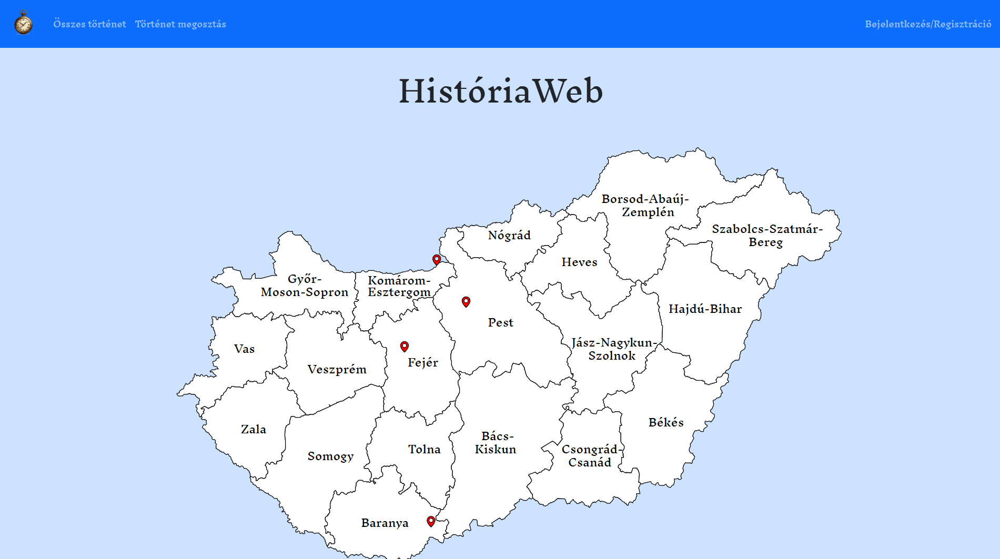 Összes történet
Történet megosztás
Bejelentkezés/Regisztráció
HistóriaWeb
Borsod-Abaúj-
Zemplén
Szabolcs-Szatmár-
Bereg
Nógrád
Heves
Győr-
Moson-Sopron
Komárom-
Esztergom
Hajdú-Bihar
Pest
Vas
Jász-Nagykun-
Szolnok
Veszprém
Fejér
Zala
Békés
Bács-
Kiskun
Tolna
Somogy
Csongrád-
Csanád
Baranya